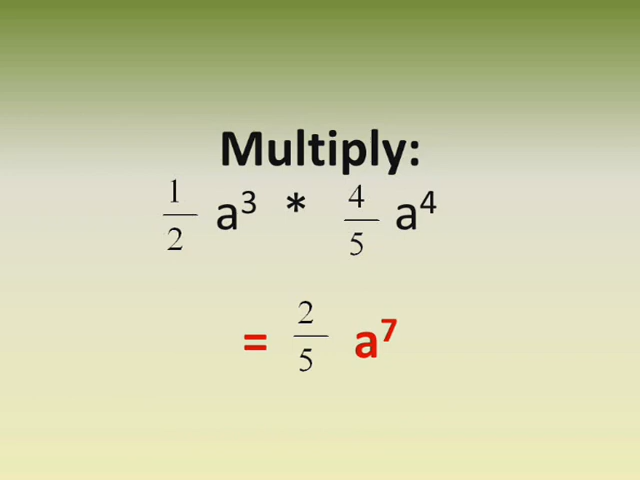 Multiply:
1/2 a³ * 4/5 a⁴
= 2/5 a⁷